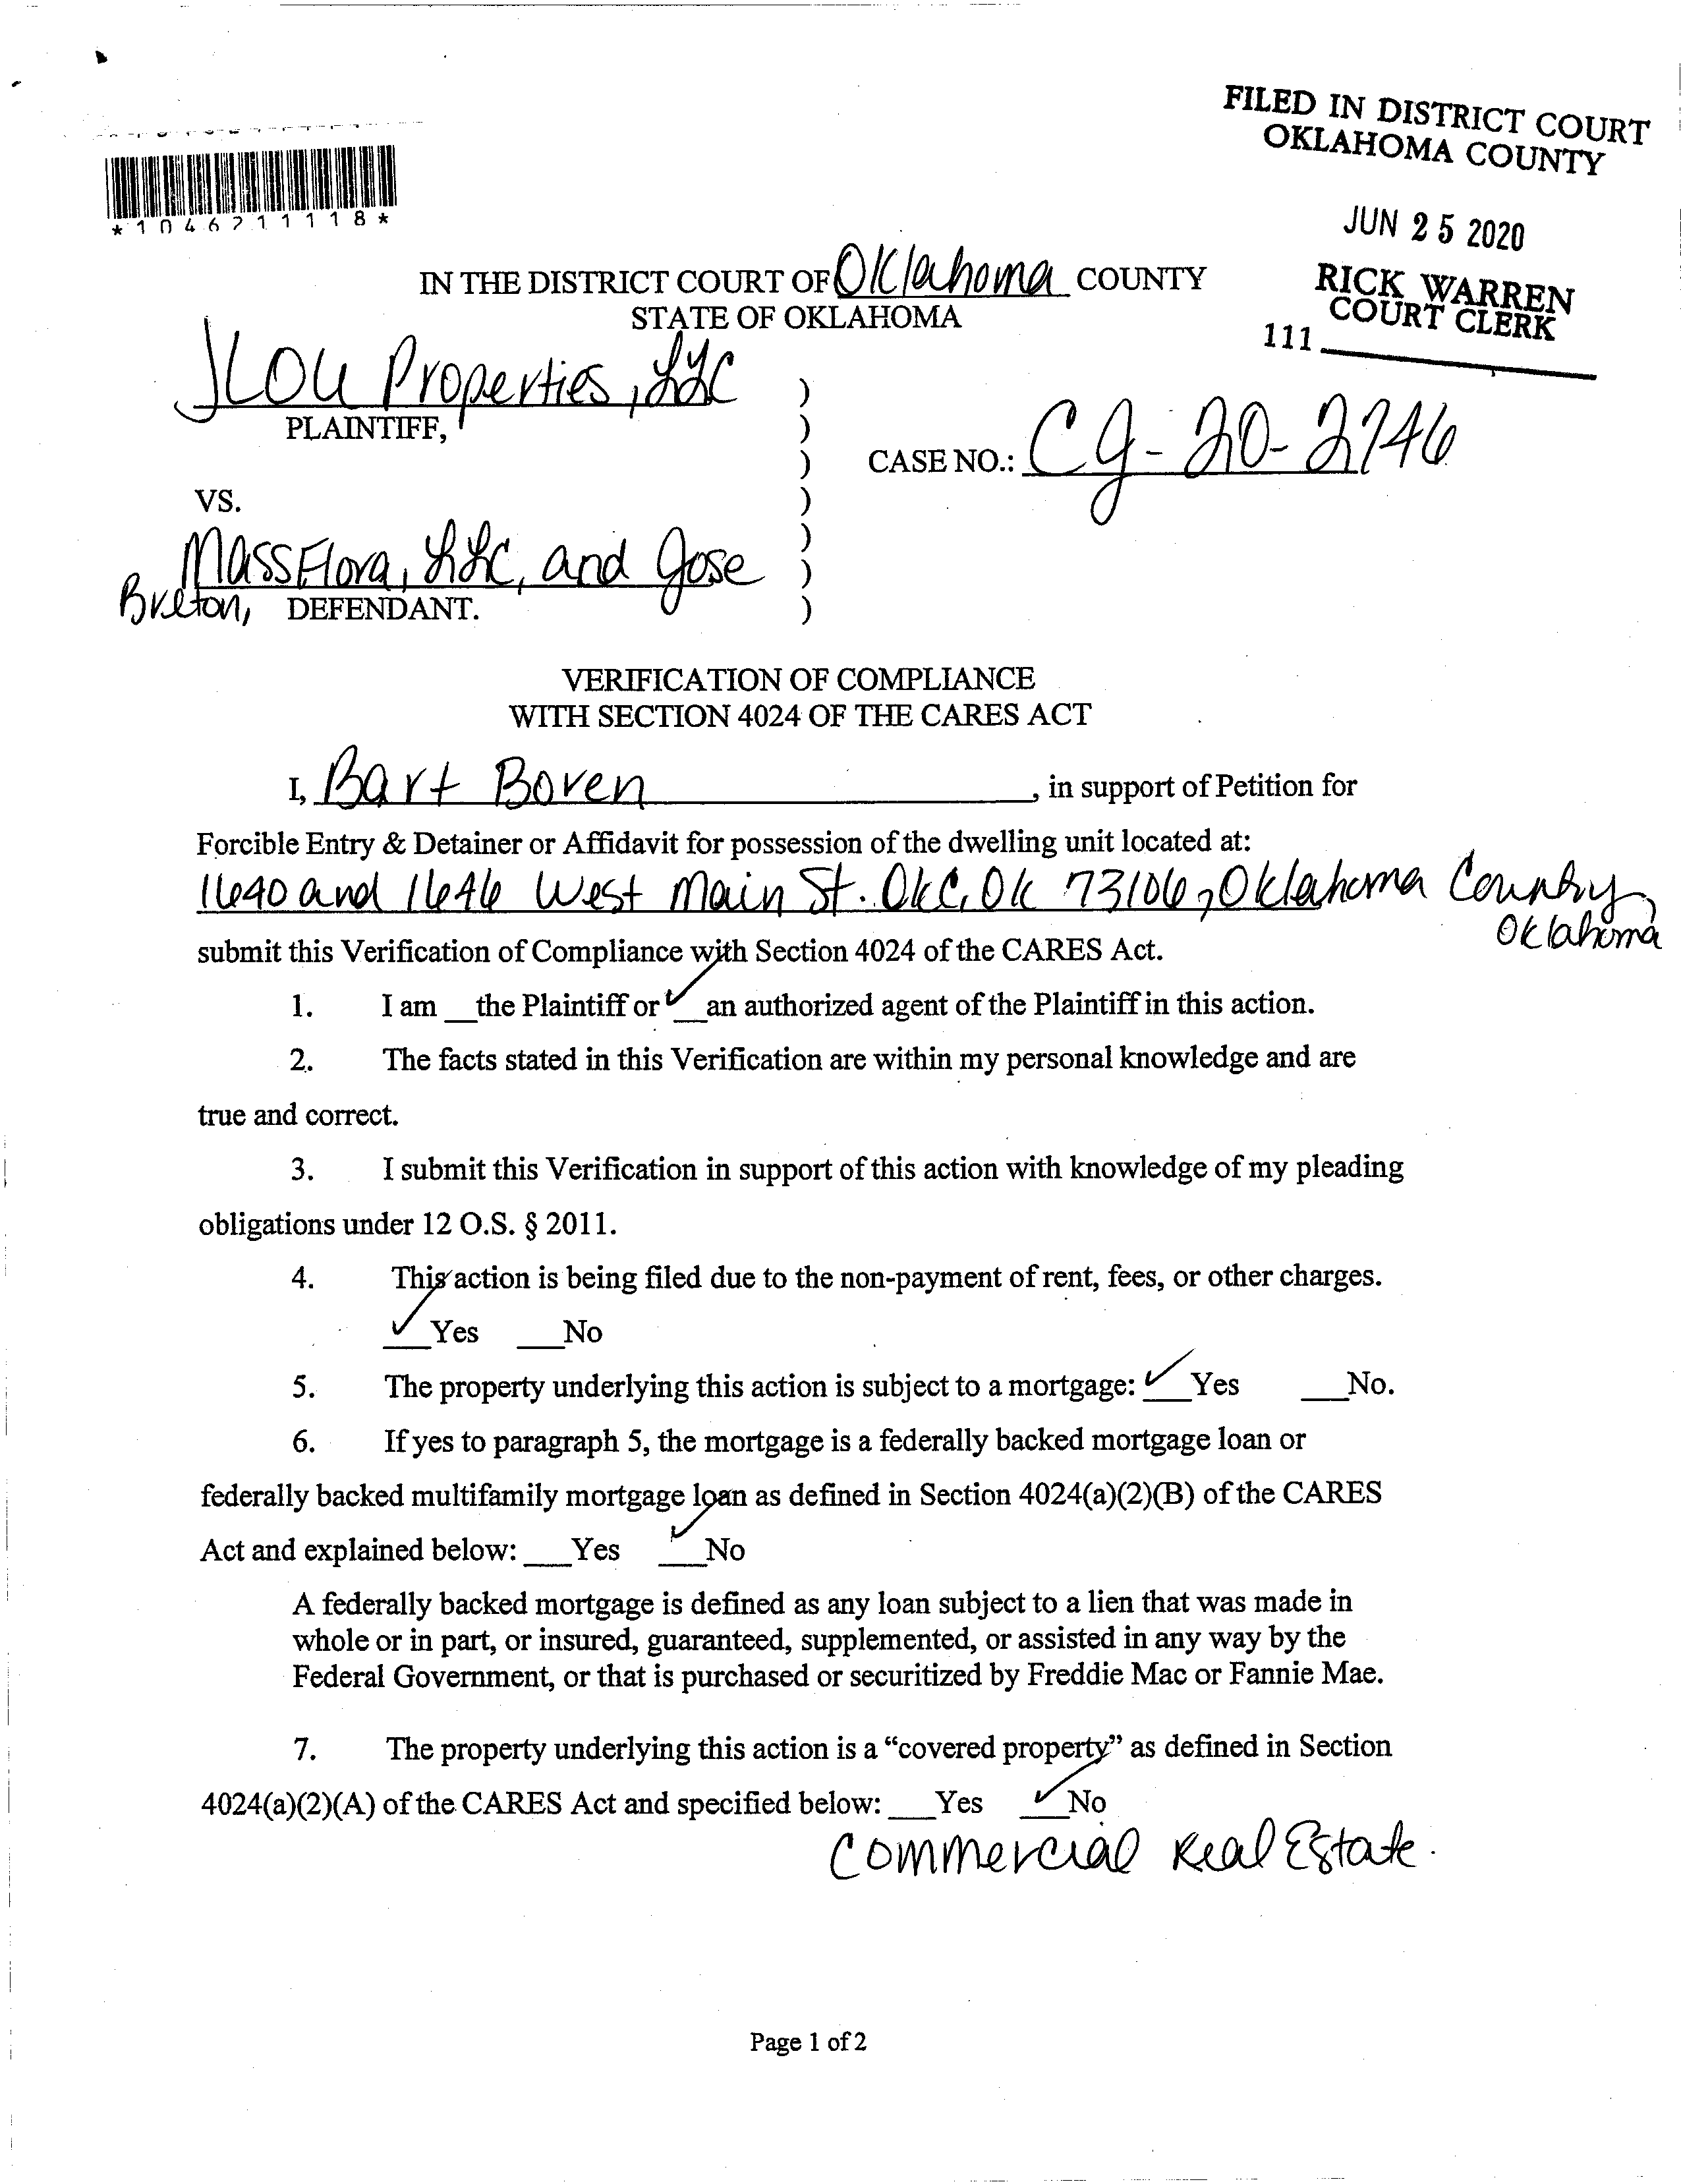 FILED IN DISTRICT COURT
OKLAHOMA COUNTY
JUN 25 2020
RICK WARREN
COURT CLERK
111
*1046211118*
IN THE DISTRICT COURT OF Oklahoma COUNTY
STATE OF OKLAHOMA
JLOU Properties, LLC
PLAINTIFF,
)
)
)
)
)
)
)
CASE NO.: CJ-20-2746
VS.
MassFlora, LLC, and Jose
Breton, DEFENDANT.
VERIFICATION OF COMPLIANCE
WITH SECTION 4024 OF THE CARES ACT
I, Bart Boven, in support of Petition for
Forcible Entry & Detainer or Affidavit for possession of the dwelling unit located at:
1640 and 1646 West Main St. OKC, OK 73106, Oklahoma County,
Oklahoma
submit this Verification of Compliance with Section 4024 of the CARES Act.
1. I am __the Plaintiff or ✓__an authorized agent of the Plaintiff in this action.
2. The facts stated in this Verification are within my personal knowledge and are
true and correct.
3. I submit this Verification in support of this action with knowledge of my pleading
obligations under 12 O.S. § 2011.
4. This action is being filed due to the non-payment of rent, fees, or other charges.
✓ Yes ___No
5. The property underlying this action is subject to a mortgage: ✓ Yes ___No.
6. If yes to paragraph 5, the mortgage is a federally backed mortgage loan or
federally backed multifamily mortgage loan as defined in Section 4024(a)(2)(B) of the CARES
Act and explained below: ___Yes ✓ No
A federally backed mortgage is defined as any loan subject to a lien that was made in
whole or in part, or insured, guaranteed, supplemented, or assisted in any way by the
Federal Government, or that is purchased or securitized by Freddie Mac or Fannie Mae.
7. The property underlying this action is a “covered property” as defined in Section
4024(a)(2)(A) of the CARES Act and specified below: ___Yes ✓ No
Commercial Real Estate.
Page 1 of 2